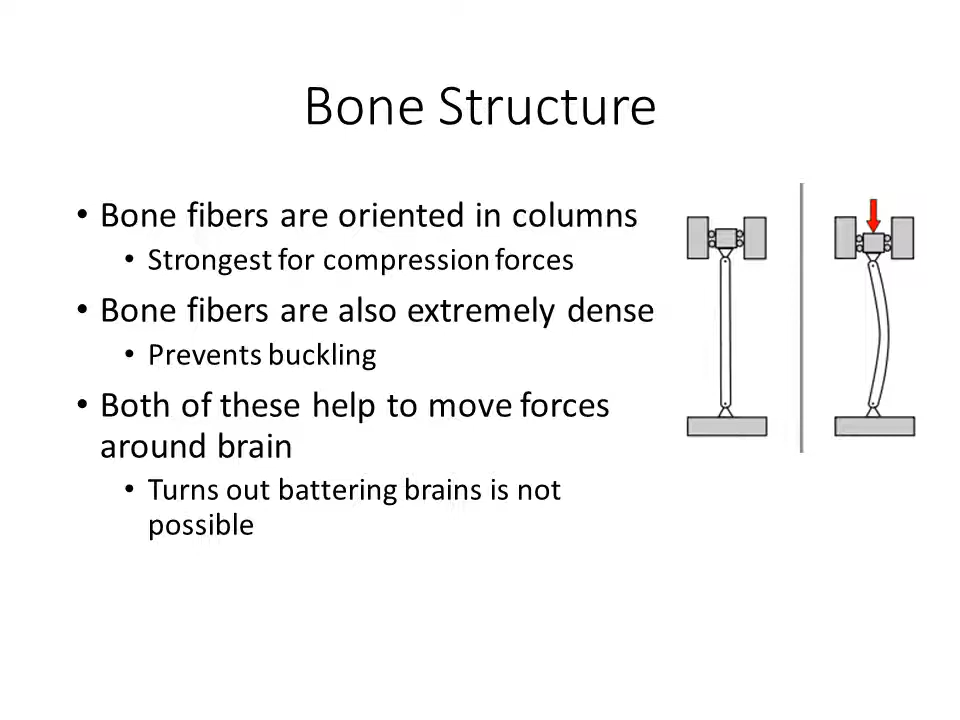 Bone Structure
• Bone fibers are oriented in columns
• Strongest for compression forces
• Bone fibers are also extremely dense
• Prevents buckling
• Both of these help to move forces
around brain
• Turns out battering brains is not
possible